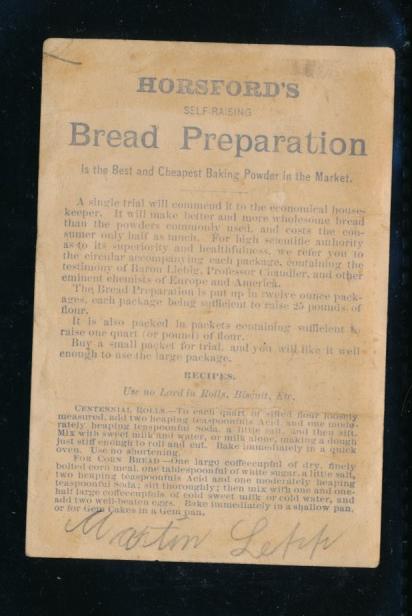 HORSFORD'S
SELF-RAISING
Bread Preparation
Is the Best and Cheapest Baking Powder in the Market.
A single trial will commend it to the economical house-
keeper. It will make better and more wholesome bread
than the powders commonly used, and costs the con-
sumer only half as much. For high scientific authority
as to its superiority and healthfulness, we refer you to
the circular accompanying each package, containing the
testimony of Baron Liebig, Professor Chandler, and other
eminent chemists of Europe and America.
The Bread Preparation is put up in twelve ounce pack-
ages, each package being sufficient to raise 25 pounds of
flour.
It is also packed in packets containing sufficient to
raise one quart (or pound) of flour.
Buy a small packet for trial, and you will like it well
enough to use the large package.
RECIPES.
Use no Lard in Rolls, Biscuit, Etc.
CENTENNIAL ROLLS.—To each quart of sifted flour loosely
measured, add two heaping teaspoonfuls Acid, and one mode-
rately heaping teaspoonful Soda, a little salt, and then sift.
Mix with sweet milk and water, or milk alone, making a dough
just stiff enough to roll and cut. Bake immediately in a quick
oven. Use no shortening.
FOR CORN BREAD—One large coffeecupful of dry, finely
bolted corn meal, one tablespoonful of white sugar, a little salt,
two heaping teaspoonfuls Acid and one moderately heaping
teaspoonful Soda; sift thoroughly; then mix with one and one-
half large coffeecupfuls of cold sweet milk or cold water, and
add two well-beaten eggs. Bake immediately in a shallow pan,
or for Gem Cakes in a Gem pan.
Martin Lepp